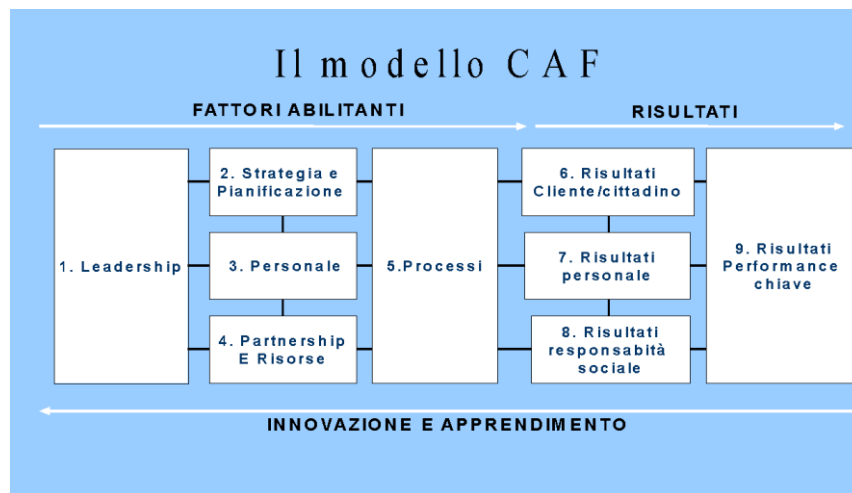 Il modello CAF
FATTORI ABILITANTI
RISULTATI
1. Leadership
2. Strategia e
Pianificazione
3. Personale
4. Partnership
E Risorse
5.Processi
6. Risultati
Cliente/cittadino
7. Risultati
personale
8. Risultati
responsabità
sociale
9. Risultati
Performance
chiave
INNOVAZIONE E APPRENDIMENTO